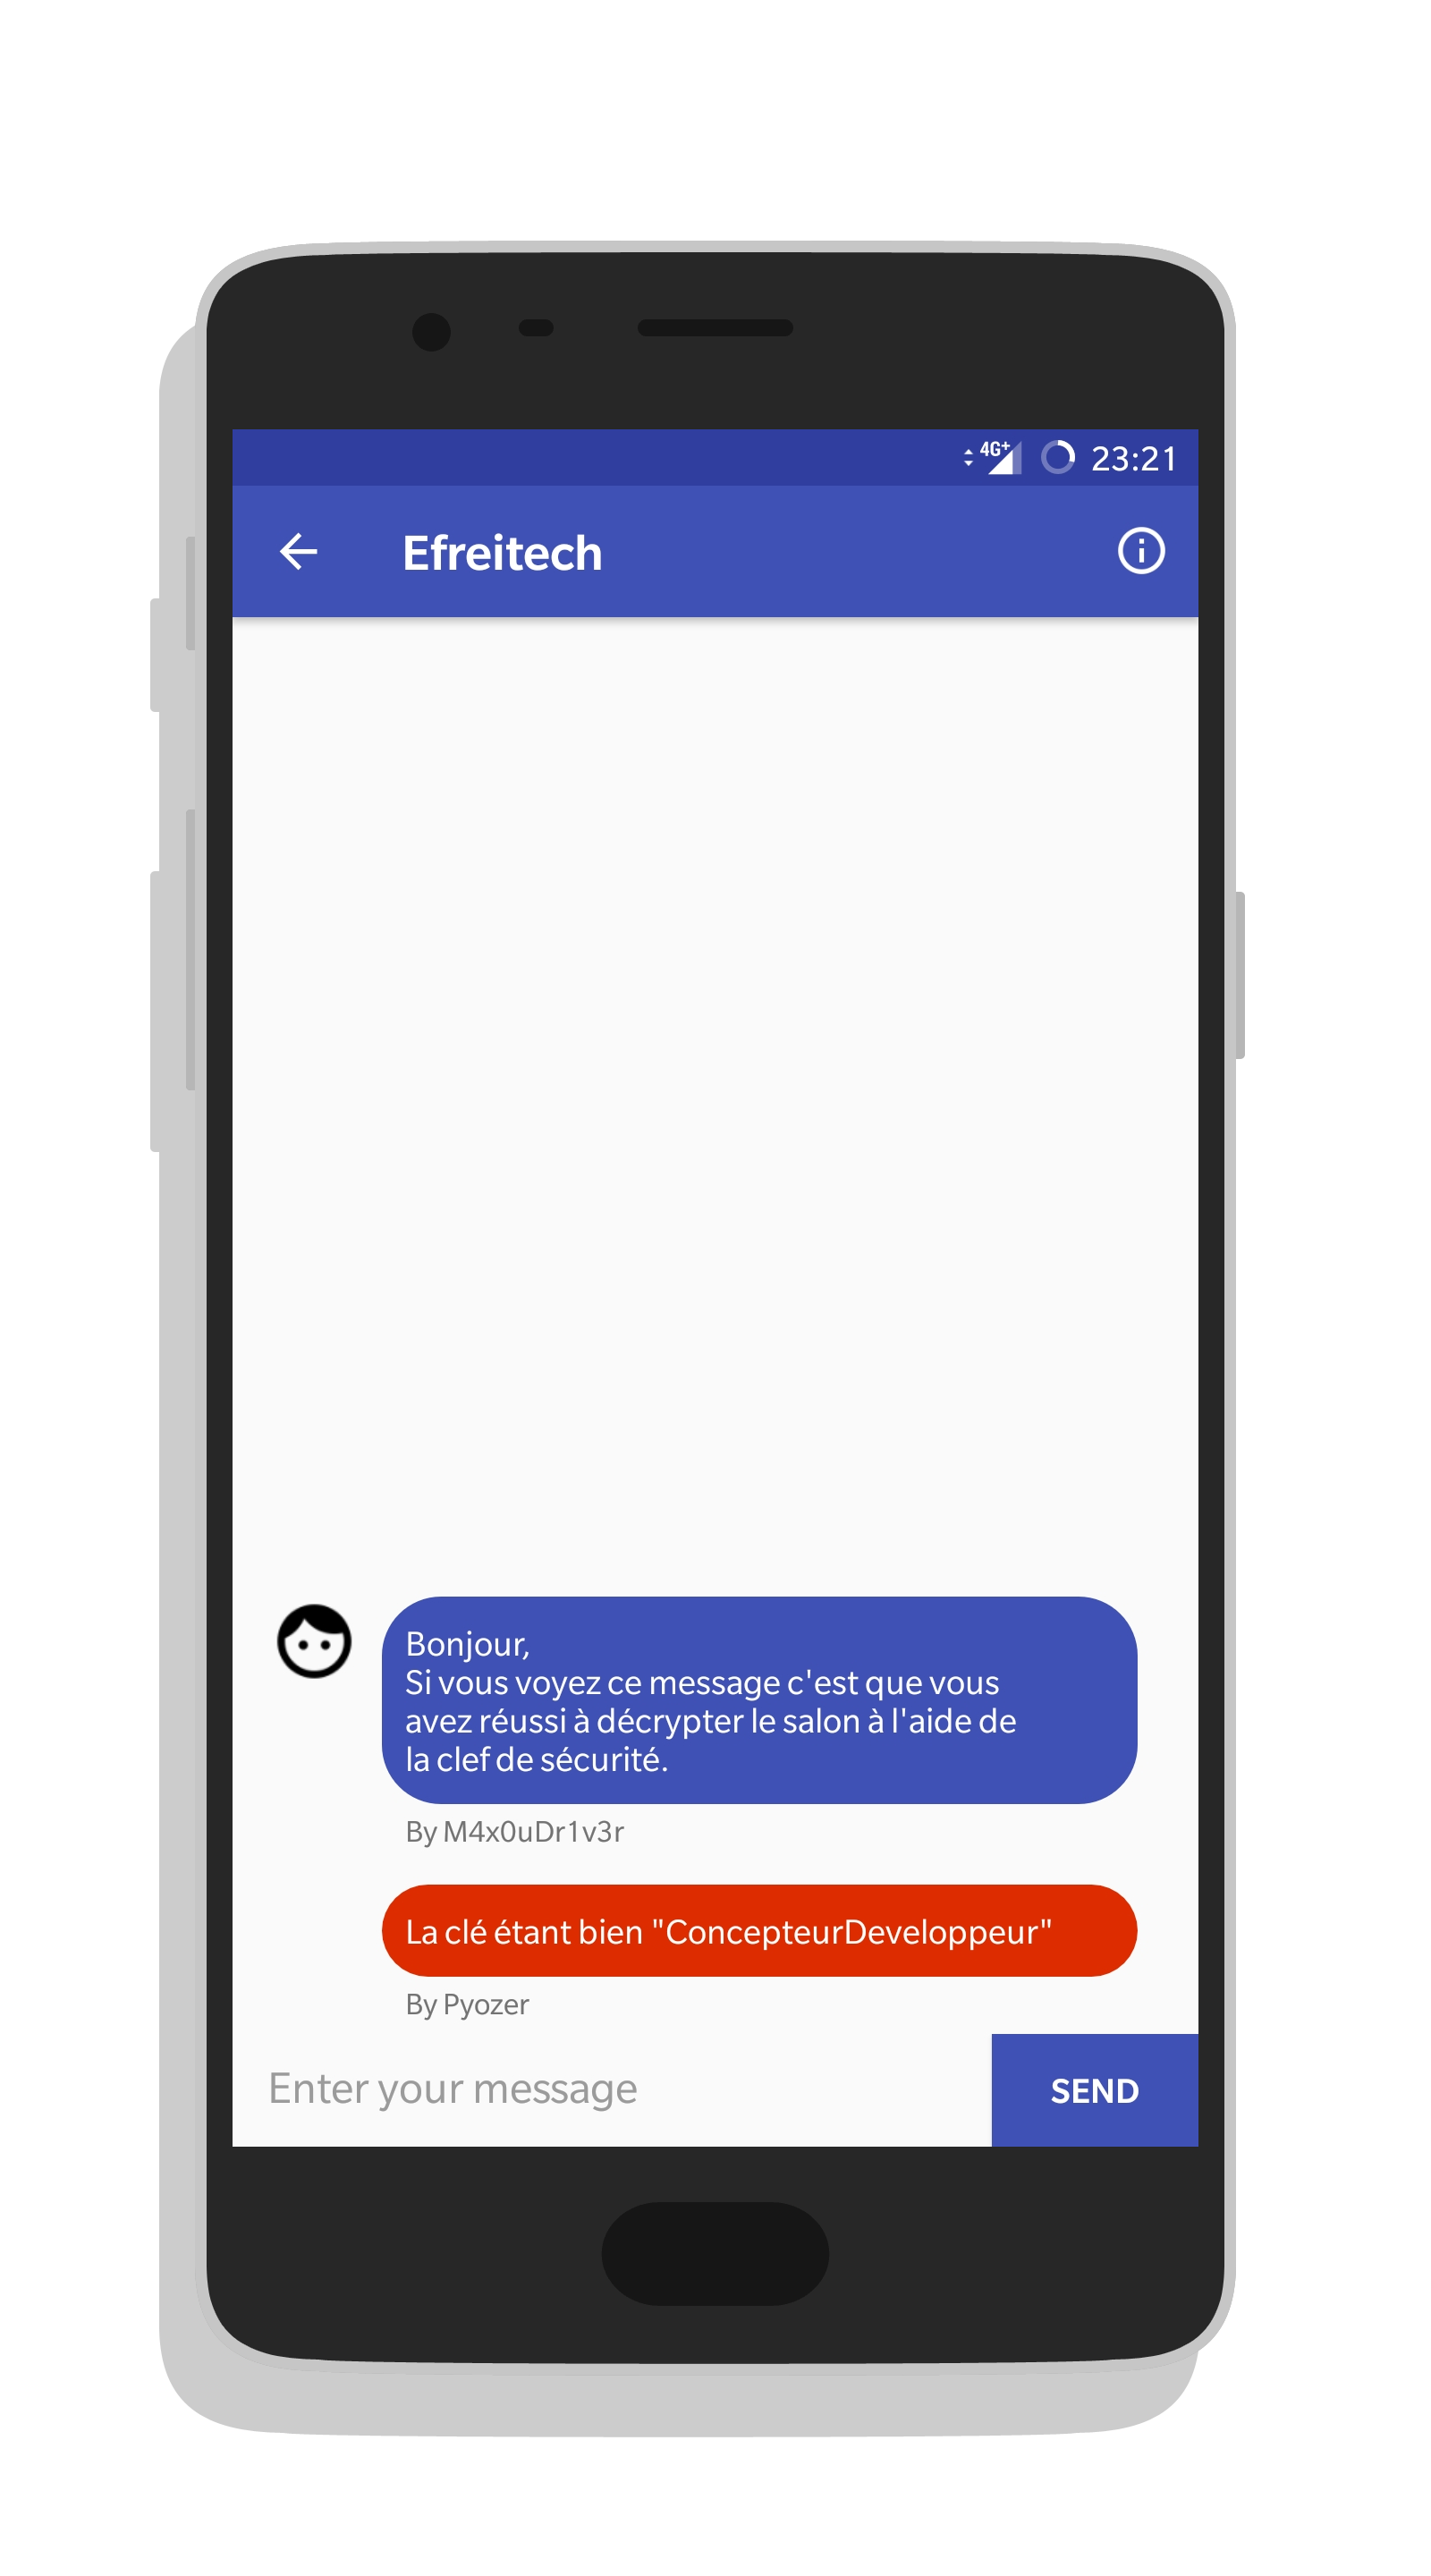 4G+ 23:21
Efreitech
Bonjour,
Si vous voyez ce message c'est que vous
avez réussi à décrypter le salon à l'aide de
la clef de sécurité.
By M4x0uDr1v3r
La clé étant bien "ConcepteurDeveloppeur"
By Pyozer
Enter your message
SEND